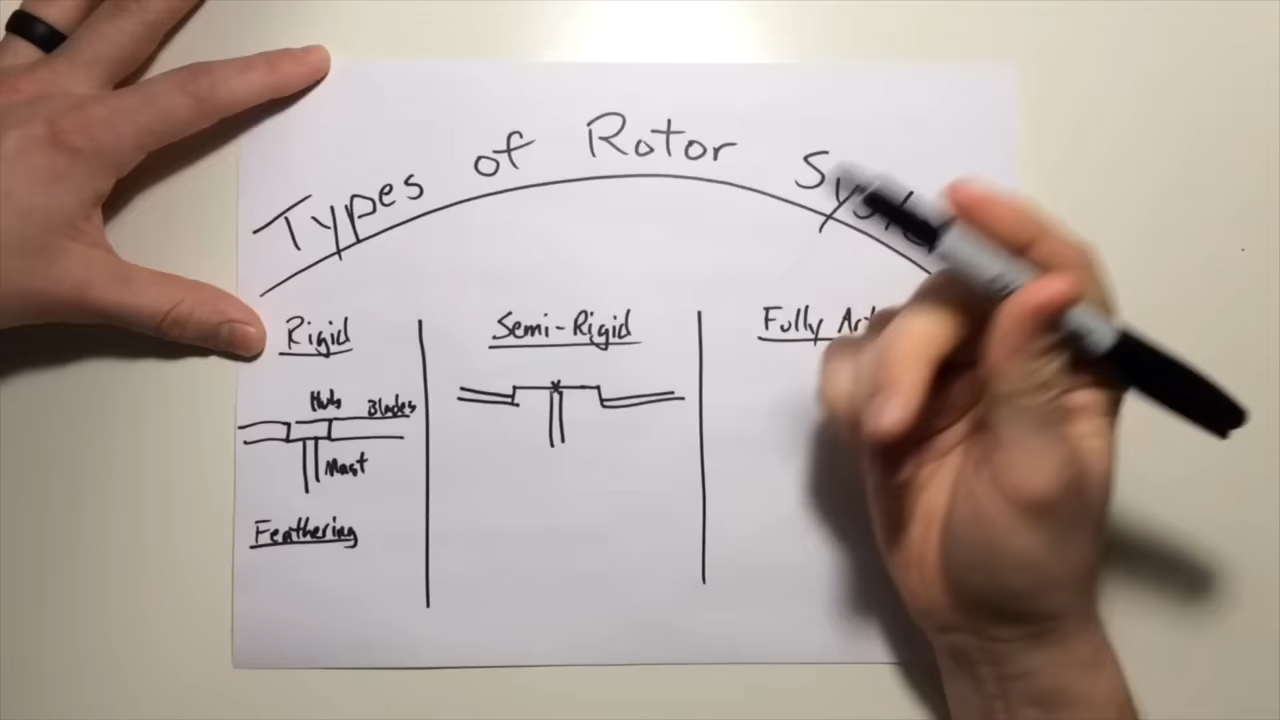 Types of Rotor
Rigid
Semi-Rigid
Fully
Hub
Blades
Mast
Feathering